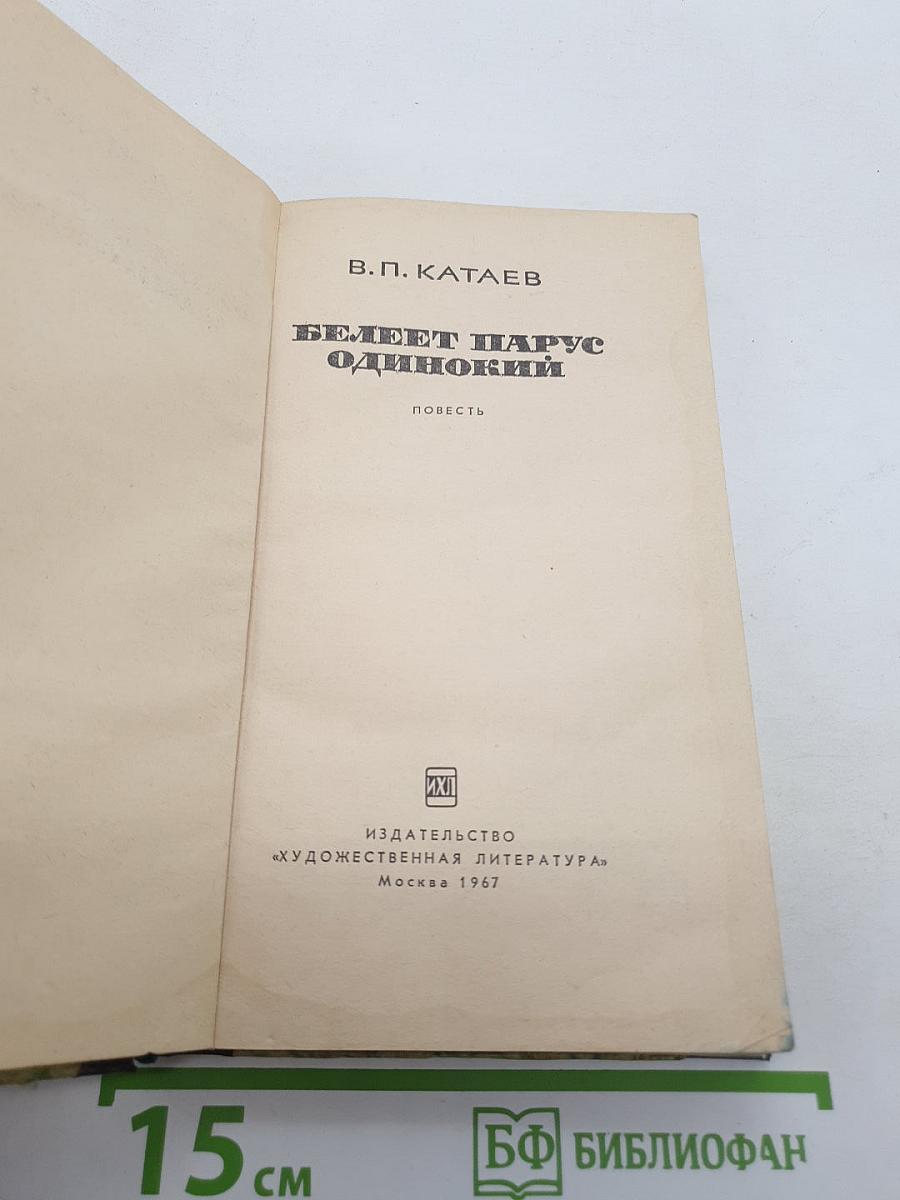 В. П. КАТАЕВ
БЕЛЕЕТ ПАРУС
ОДИНОКИЙ
ПОВЕСТЬ
ИХЛ
ИЗДАТЕЛЬСТВО
«ХУДОЖЕСТВЕННАЯ ЛИТЕРАТУРА»
Москва 1967
15 см
БФ БИБЛИОФАН